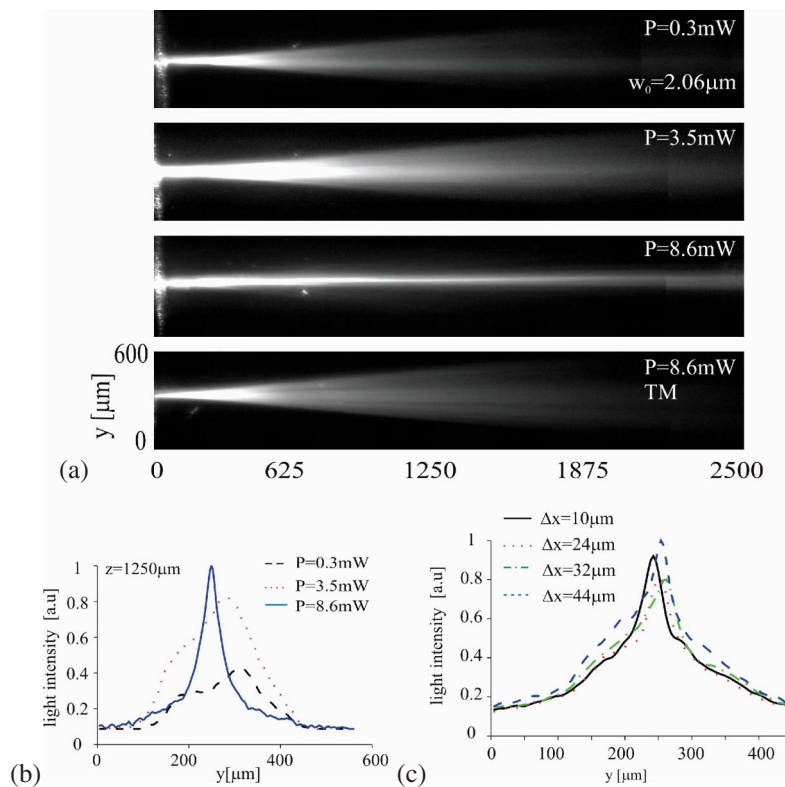 P=0.3mW
w₀=2.06μm
P=3.5mW
P=8.6mW
P=8.6mW
TM
600
y [μm]
0
(a)
0 625 1250 1875 2500
z=1250μm
P=0.3mW
P=3.5mW
P=8.6mW
light intensity [a.u]
1
0.8
0.6
0.4
0.2
0
0 200 400 600
y[μm]
(b)
Δx=10μm
Δx=24μm
Δx=32μm
Δx=44μm
light intensity [a.u]
1
0.8
0.6
0.4
0.2
0
0 100 200 300 400
y [μm]
(c)